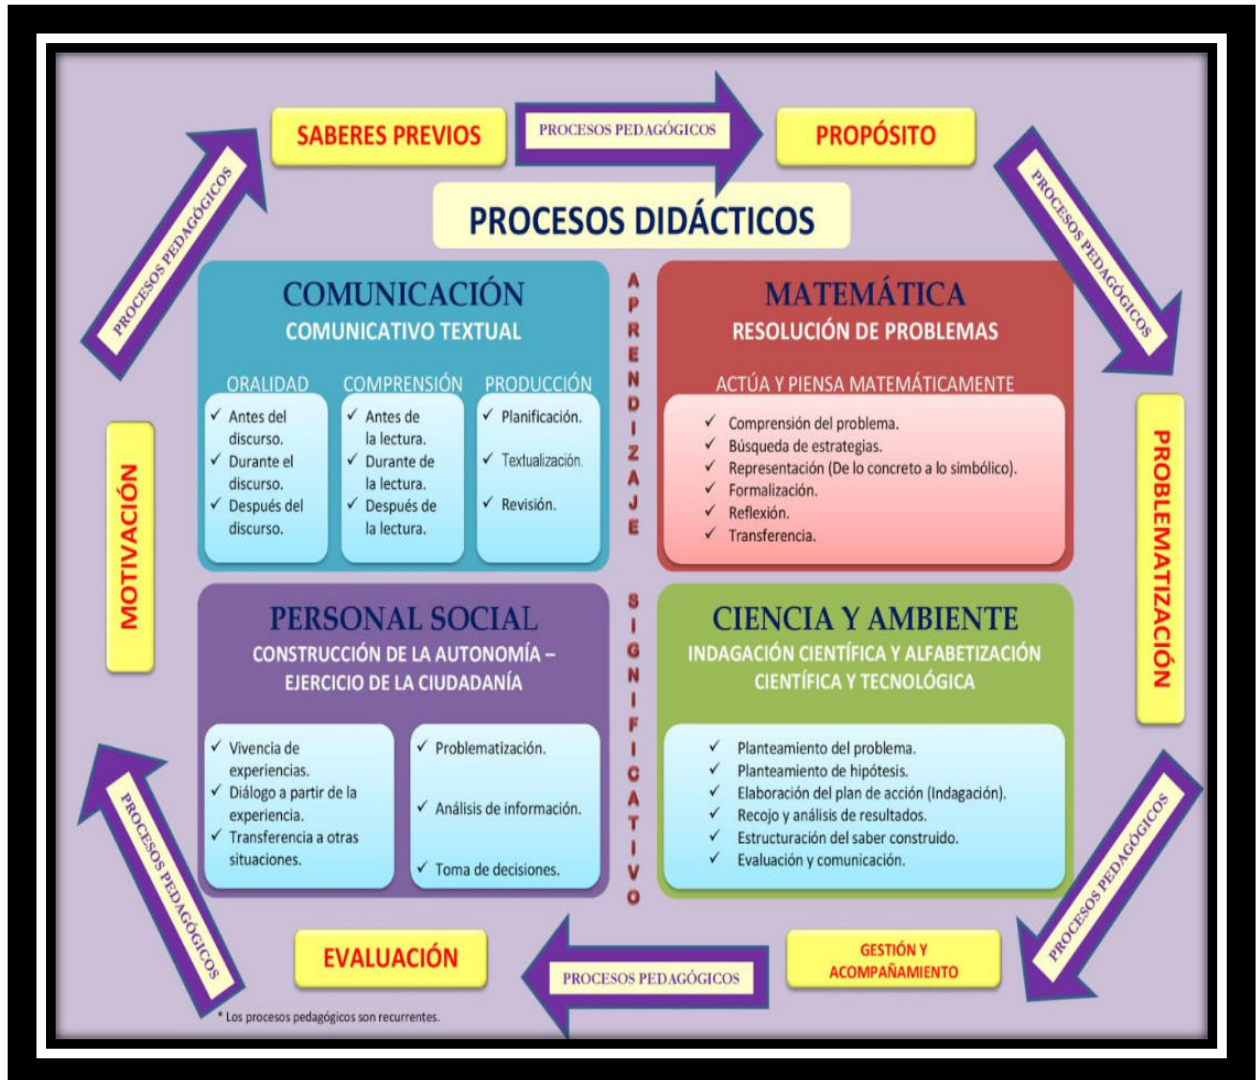 SABERES PREVIOS
PROCESOS PEDAGÓGICOS
PROPÓSITO
PROCESOS PEDAGÓGICOS
PROCESOS PEDAGÓGICOS
PROCESOS DIDÁCTICOS
COMUNICACIÓN
COMUNICATIVO TEXTUAL
ORALIDAD
Antes del
discurso.
Durante el
discurso.
Después del
discurso.
COMPRENSIÓN
Antes de
la lectura.
Durante de
la lectura.
Después de
la lectura.
PRODUCCIÓN
Planificación.
Textualización.
Revisión.
APRENDIZAJE
MATEMÁTICA
RESOLUCIÓN DE PROBLEMAS
ACTÚA Y PIENSA MATEMÁTICAMENTE
Comprensión del problema.
Búsqueda de estrategias.
Representación (De lo concreto a lo simbólico).
Formalización.
Reflexión.
Transferencia.
MOTIVACIÓN
PROBLEMATIZACIÓN
PERSONAL SOCIAL
CONSTRUCCIÓN DE LA AUTONOMÍA –
EJERCICIO DE LA CIUDADANÍA
Vivencia de
experiencias.
Diálogo a partir de la
experiencia.
Transferencia a otras
situaciones.
Problematización.
Análisis de información.
Toma de decisiones.
SIGNIFICATIVO
CIENCIA Y AMBIENTE
INDAGACIÓN CIENTÍFICA Y ALFABETIZACIÓN
CIENTÍFICA Y TECNOLÓGICA
Planteamiento del problema.
Planteamiento de hipótesis.
Elaboración del plan de acción (Indagación).
Recojo y análisis de resultados.
Estructuración del saber construido.
Evaluación y comunicación.
PROCESOS PEDAGÓGICOS
PROCESOS PEDAGÓGICOS
EVALUACIÓN
PROCESOS PEDAGÓGICOS
GESTIÓN Y
ACOMPAÑAMIENTO
* Los procesos pedagógicos son recurrentes.